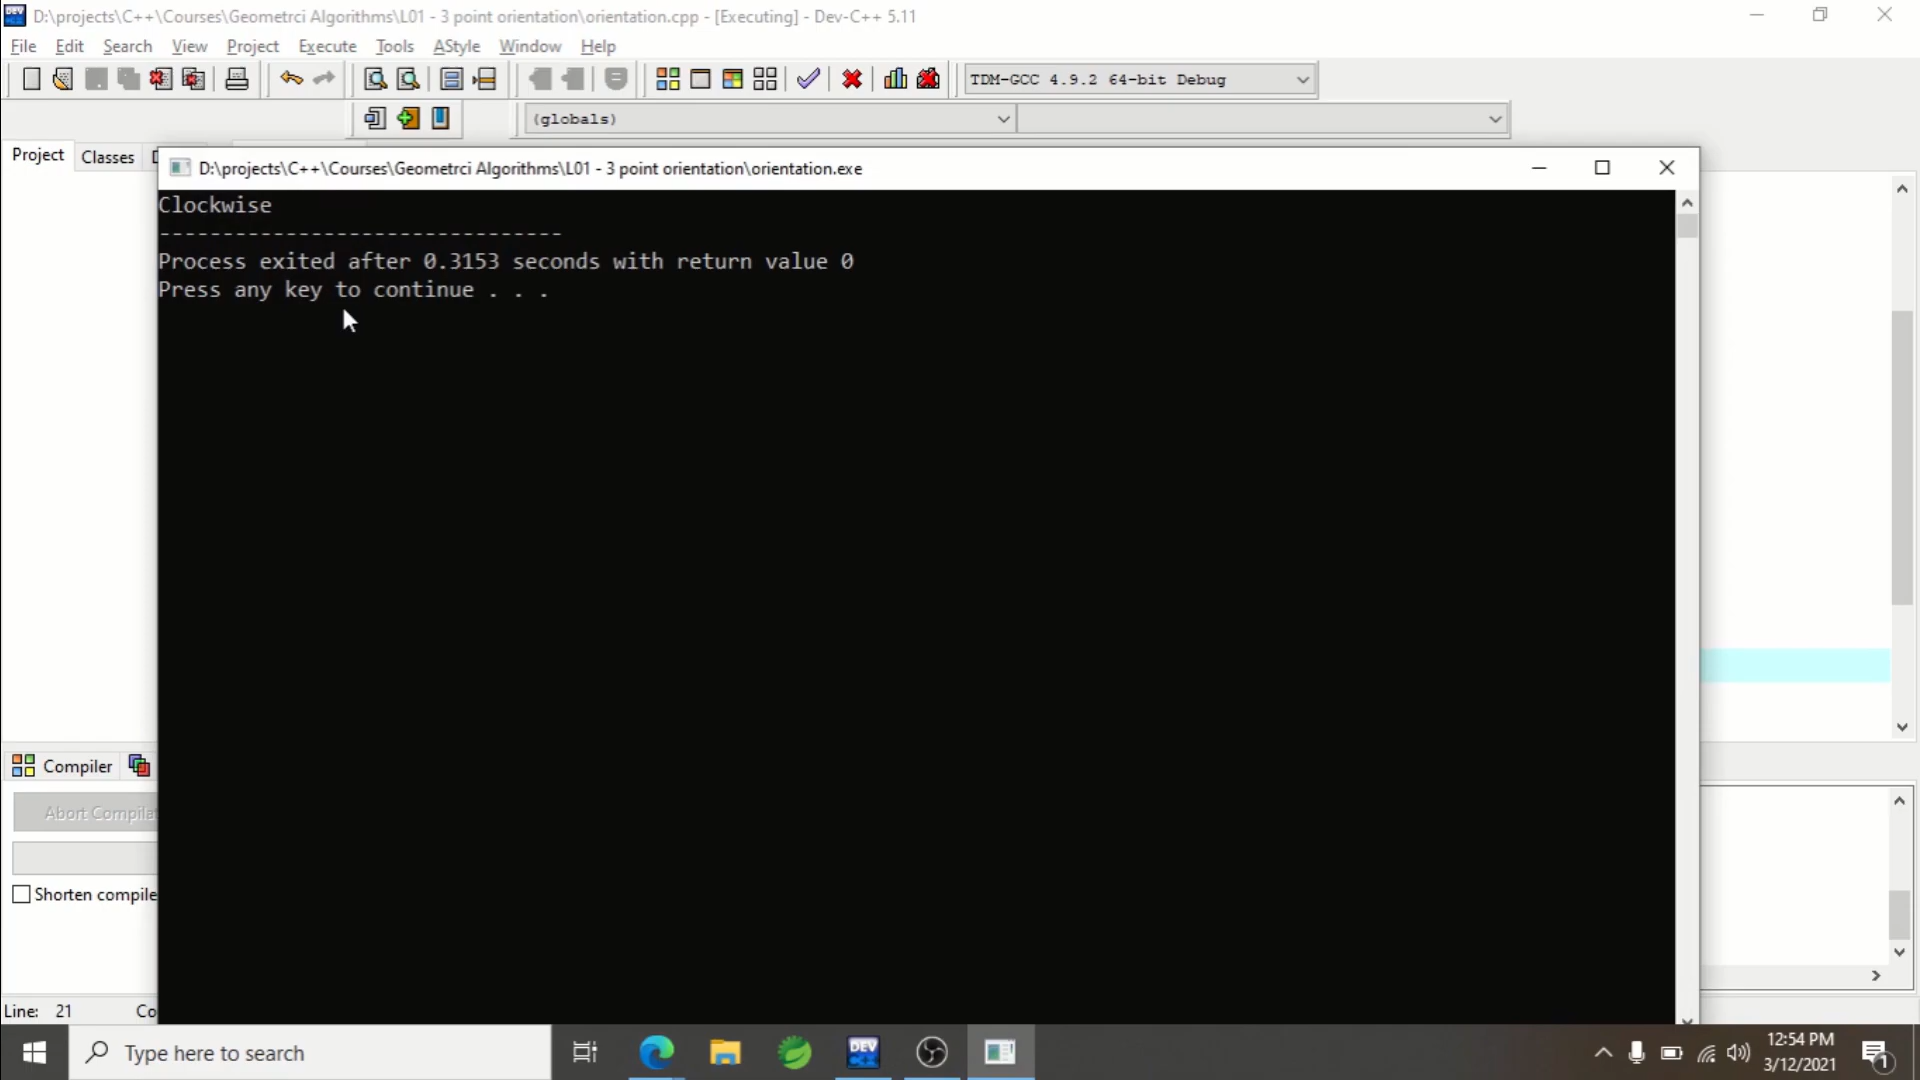 D:\projects\C++\Courses\Geometrci Algorithms\L01 - 3 point orientation\orientation.cpp - [Executing] - Dev-C++ 5.11
File Edit Search View Project Execute Tools AStyle Window Help
TDM-GCC 4.9.2 64-bit Debug
(globals)
Project Classes D
D:\projects\C++\Courses\Geometrci Algorithms\L01 - 3 point orientation\orientation.exe
Clockwise
--------------------------------
Process exited after 0.3153 seconds with return value 0
Press any key to continue . . .
Compiler
Abort Compilat
Shorten compile
Line: 21 Co
Type here to search
DEV
12:54 PM
3/12/2021
1